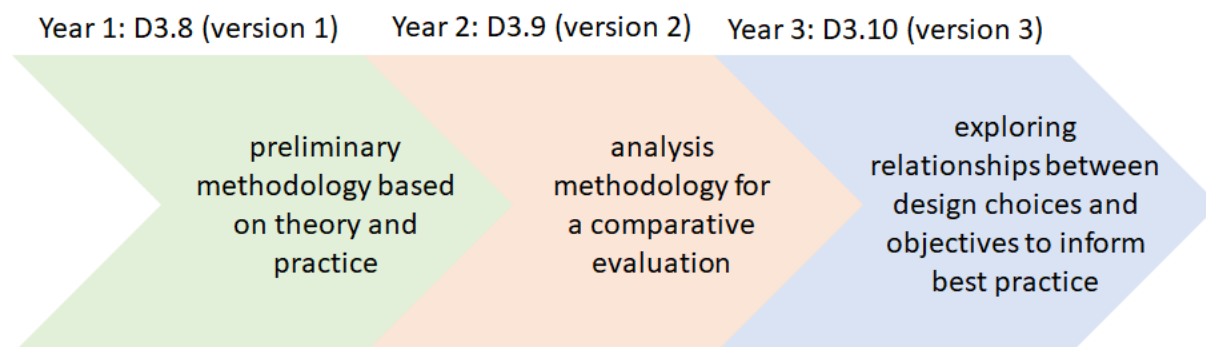 Year 1: D3.8 (version 1)
Year 2: D3.9 (version 2)
Year 3: D3.10 (version 3)
preliminary
methodology based
on theory and
practice
analysis
methodology for
a comparative
evaluation
exploring
relationships between
design choices and
objectives to inform
best practice